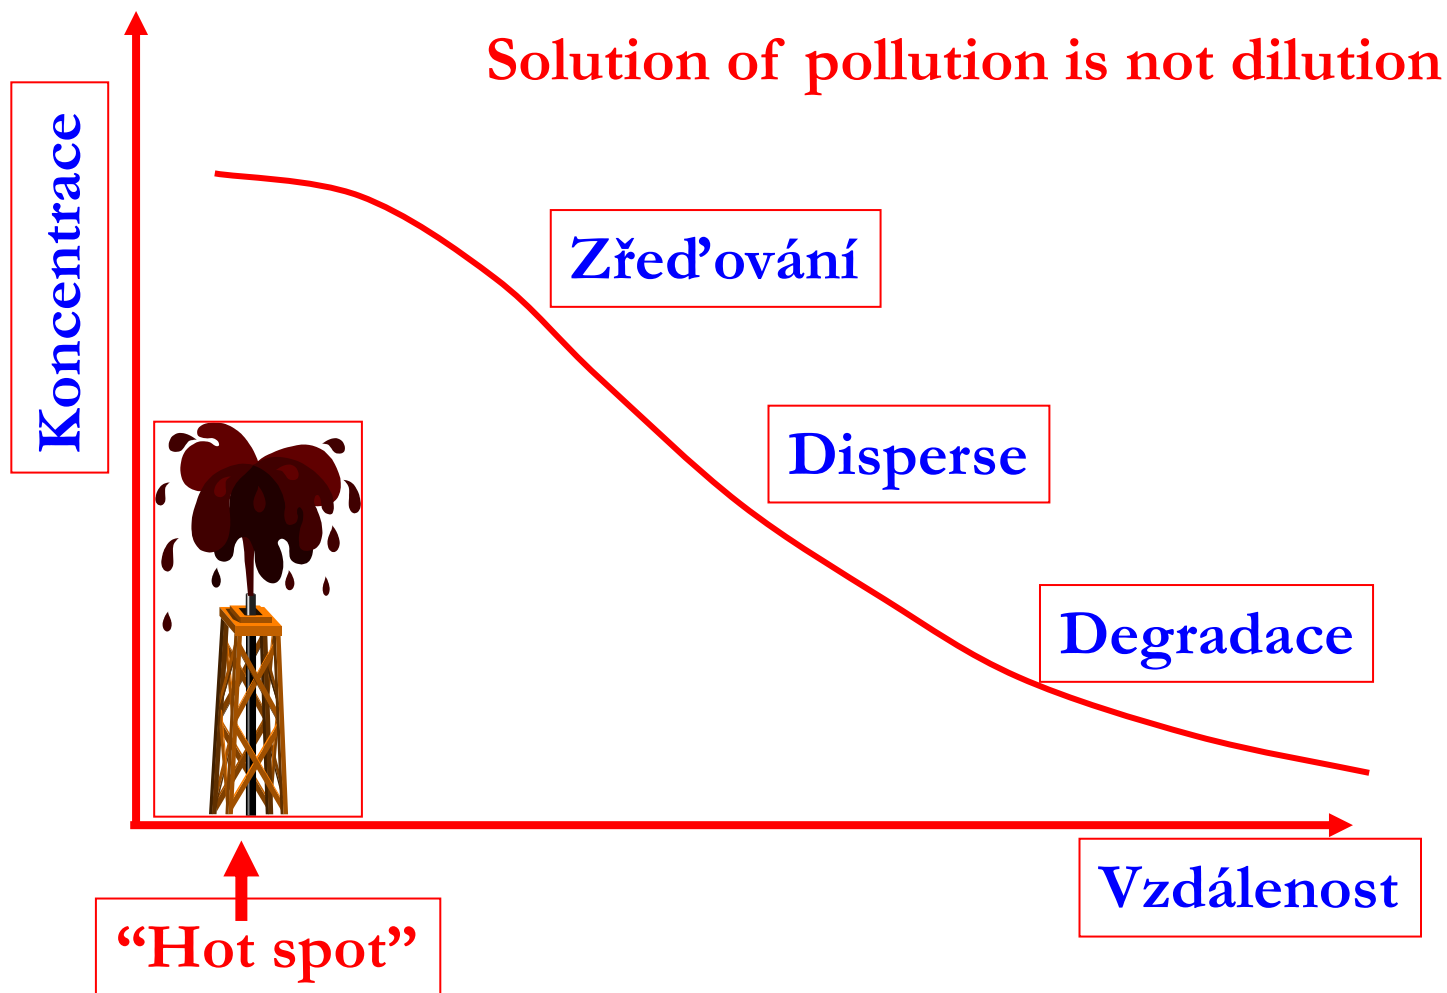 Solution of pollution is not dilution
Koncentrace
Zřeďování
Disperse
Degradace
Vzdálenost
“Hot spot”